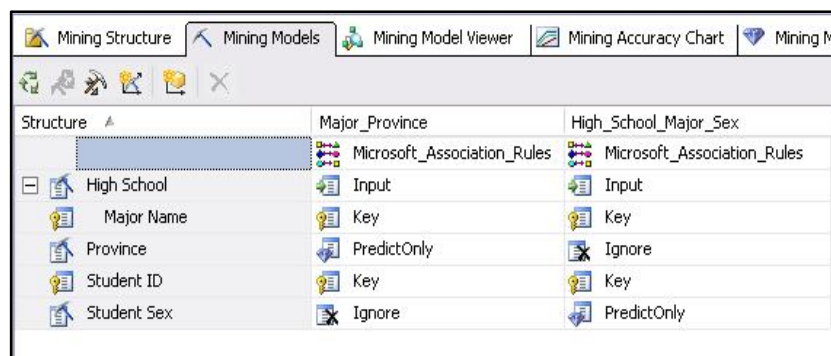 Mining Structure Mining Models Mining Model Viewer Mining Accuracy Chart Mining M
Structure Major_Province High_School_Major_Sex
Microsoft_Association_Rules Microsoft_Association_Rules
High School Input Input
Major Name Key Key
Province PredictOnly Ignore
Student ID Key Key
Student Sex Ignore PredictOnly